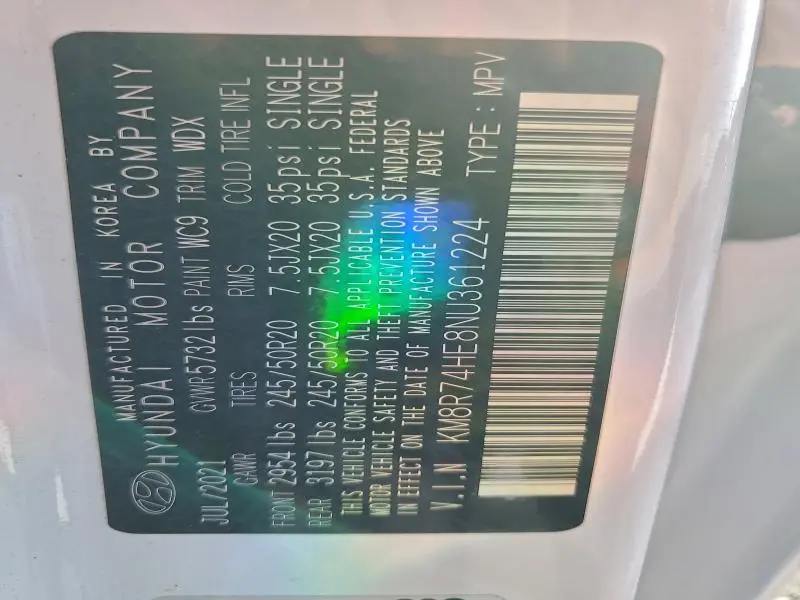 MANUFACTURED IN KOREA BY
HYUNDAI MOTOR COMPANY
JUL/2021 GVWR5732lbs PAINT WC9 TRIM WDX
GAWR TIRES RIMS COLD TIRE INFL
FRONT 2954lbs 245/50R20 7.5JX20 35psi SINGLE
REAR 3197lbs 245/50R20 7.5JX20 35psi SINGLE
THIS VEHICLE CONFORMS TO ALL APPLICABLE U.S.A. FEDERAL
MOTOR VEHICLE SAFETY AND THEFT PREVENTION STANDARDS
IN EFFECT ON THE DATE OF MANUFACTURE SHOWN ABOVE
V.I.N KM8R74HE8NU361224 TYPE : MPV